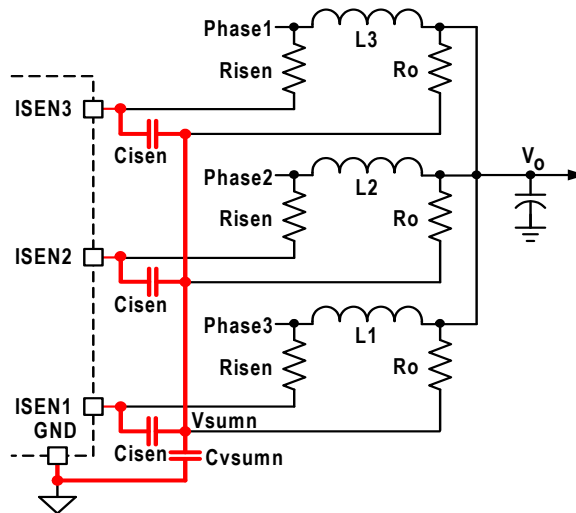 Phase1
L3
Risen
Ro
ISEN3
Cisen
Phase2
L2
Vo
Risen
Ro
ISEN2
Cisen
Phase3
L1
Risen
Ro
ISEN1
Vsumn
GND
Cisen
Cvsumn